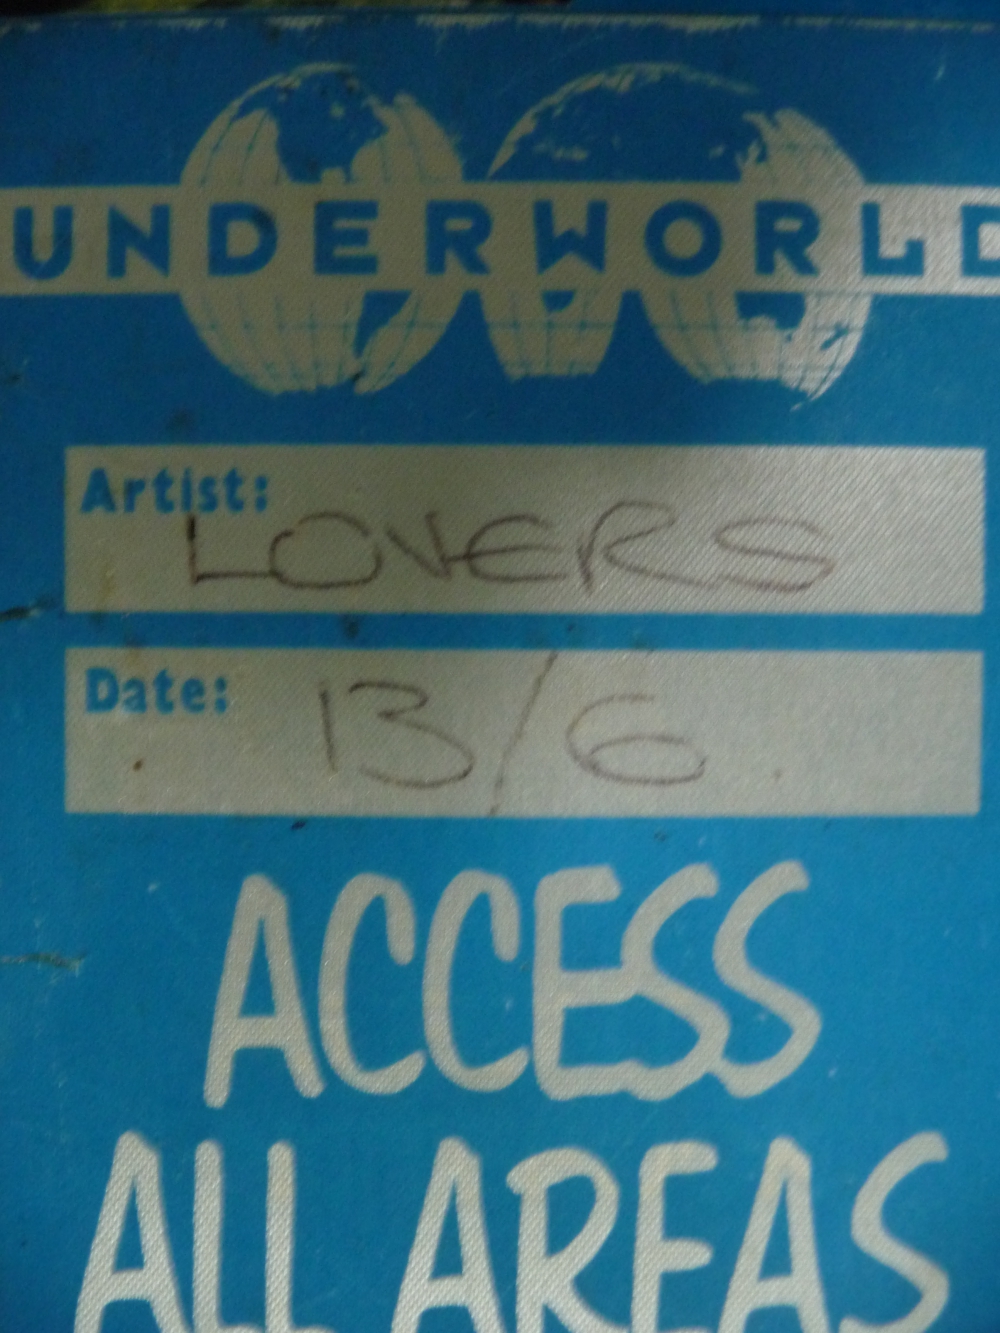 UNDERWORLD
Artist:
LOVERS
Date:
13/6
ACCESS
ALL AREAS